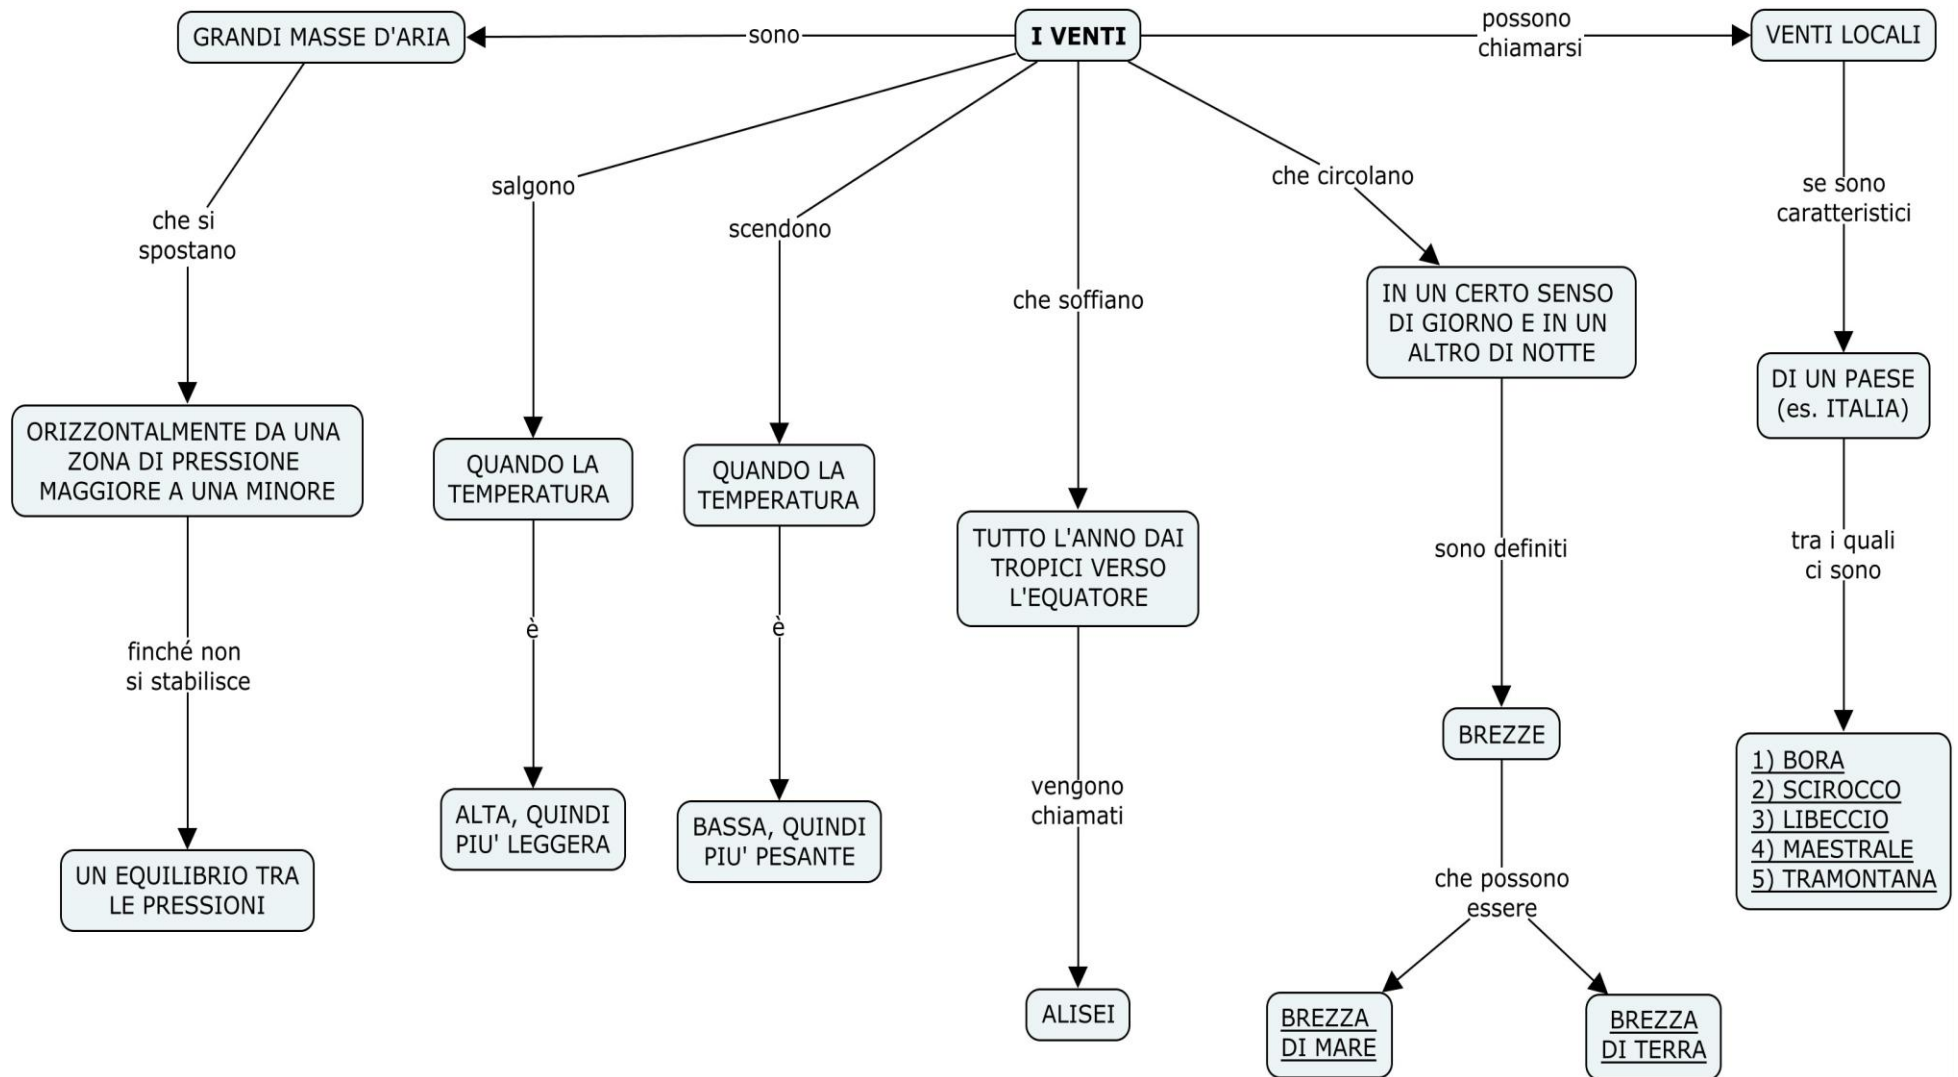 GRANDI MASSE D'ARIA
sono
I VENTI
possono
chiamarsi
VENTI LOCALI
che si
spostano
ORIZZONTALMENTE DA UNA
ZONA DI PRESSIONE
MAGGIORE A UNA MINORE
finché non
si stabilisce
UN EQUILIBRIO TRA
LE PRESSIONI
salgono
QUANDO LA
TEMPERATURA
è
ALTA, QUINDI
PIU' LEGGERA
scendono
QUANDO LA
TEMPERATURA
è
BASSA, QUINDI
PIU' PESANTE
che soffiano
TUTTO L'ANNO DAI
TROPICI VERSO
L'EQUATORE
vengono
chiamati
ALISEI
che circolano
IN UN CERTO SENSO
DI GIORNO E IN UN
ALTRO DI NOTTE
sono definiti
BREZZE
che possono
essere
BREZZA
DI MARE
BREZZA
DI TERRA
se sono
caratteristici
DI UN PAESE
(es. ITALIA)
tra i quali
ci sono
1) BORA
2) SCIROCCO
3) LIBECCIO
4) MAESTRALE
5) TRAMONTANA